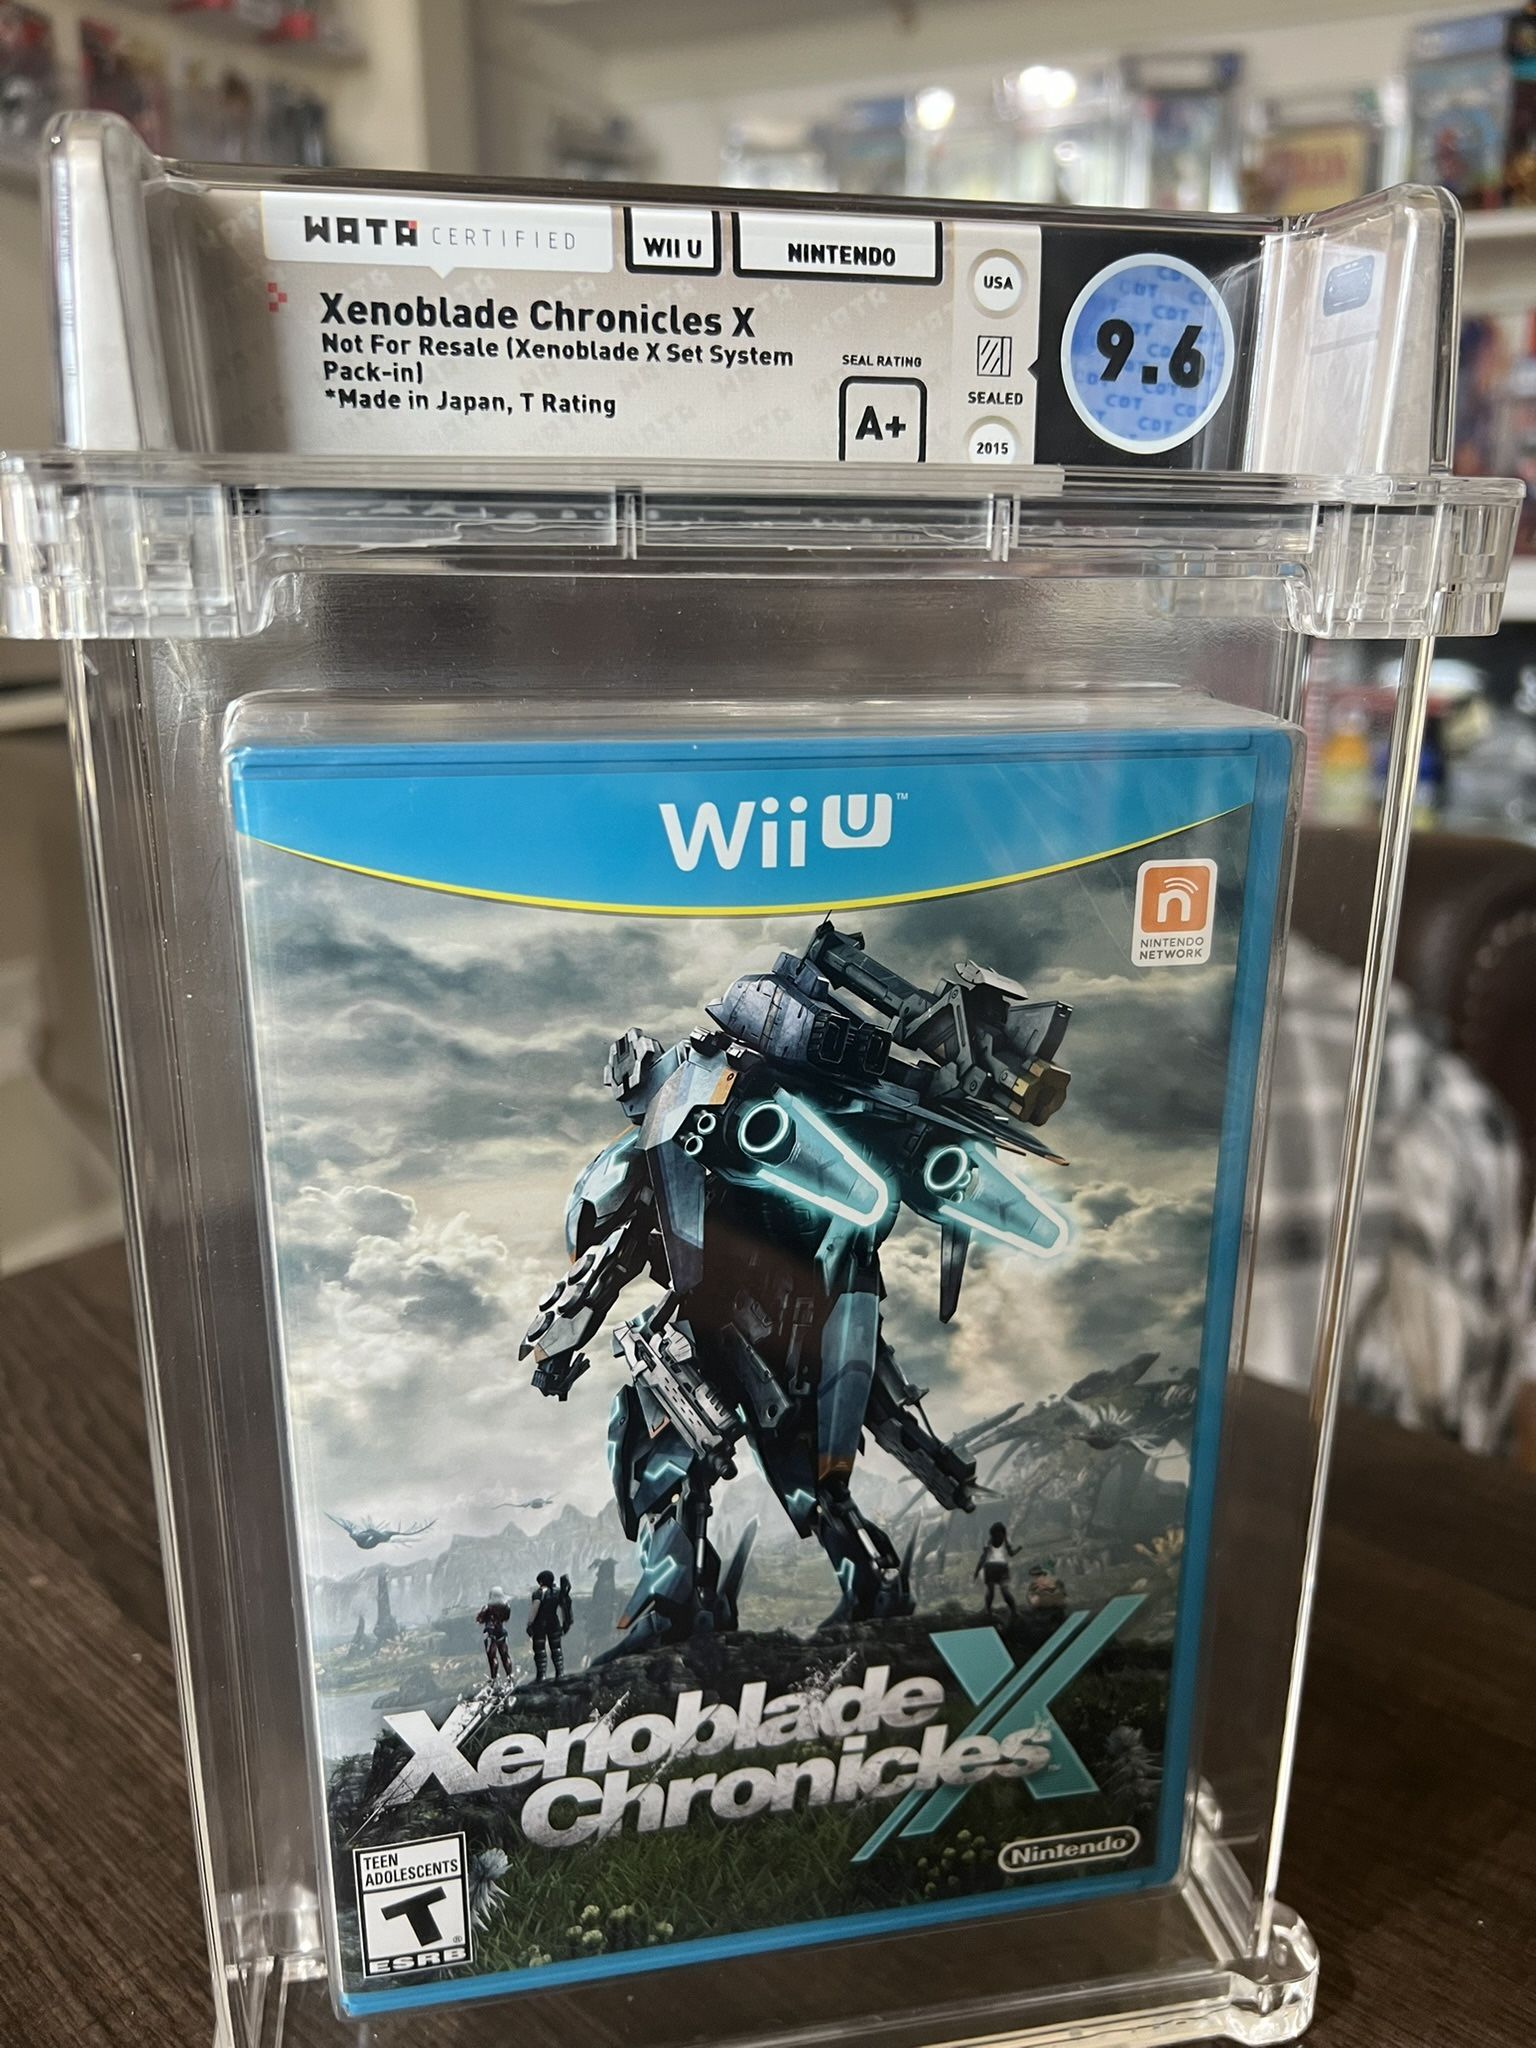 WATA CERTIFIED
WII U
NINTENDO
USA
Xenoblade Chronicles X
Not For Resale (Xenoblade X Set System
Pack-in)
*Made in Japan, T Rating
SEAL RATING
A+
SEALED
2015
9.6
Wii U™
NINTENDO
NETWORK
Xenoblade
Chronicles X
TEEN
ADOLESCENTS
T
ESRB
Nintendo